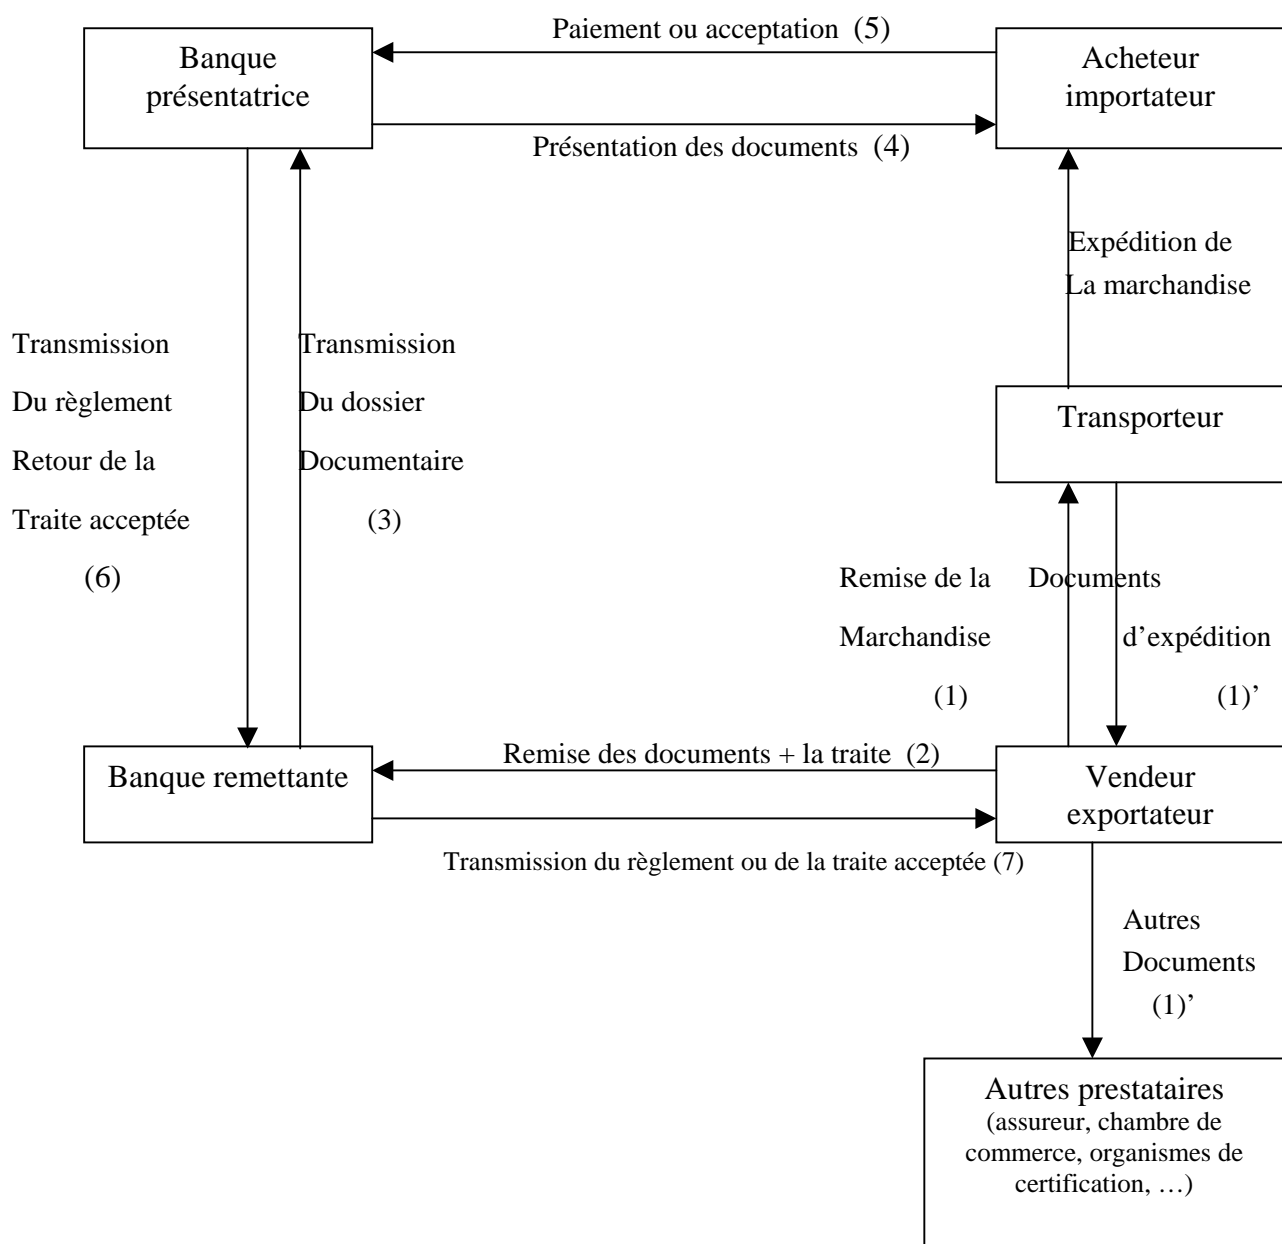 Paiement ou acceptation (5)
Banque
présentatrice
Acheteur
importateur
Présentation des documents (4)
Expédition de
La marchandise
Transmission
Du règlement
Retour de la
Traite acceptée
(6)
Transmission
Du dossier
Documentaire
(3)
Transporteur
Remise de la
Marchandise
(1)
Documents
d’expédition
(1)’
Banque remettante
Remise des documents + la traite (2)
Vendeur
exportateur
Transmission du règlement ou de la traite acceptée (7)
Autres
Documents
(1)’
Autres prestataires
(assureur, chambre de
commerce, organismes de
certification, …)